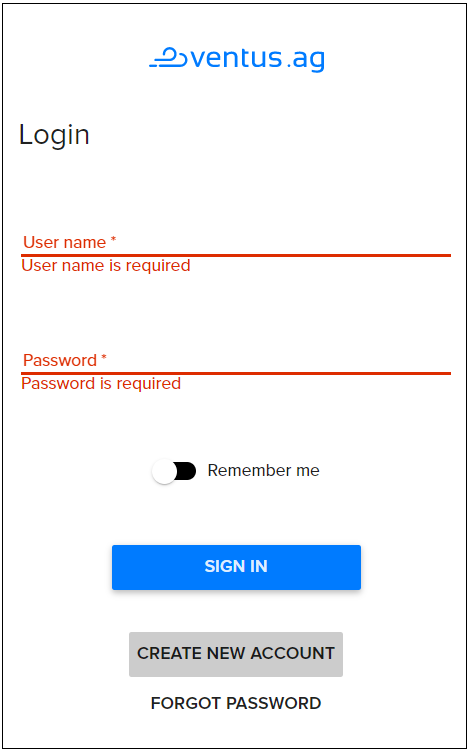 ventus.ag
Login
User name *
User name is required
Password *
Password is required
Remember me
SIGN IN
CREATE NEW ACCOUNT
FORGOT PASSWORD